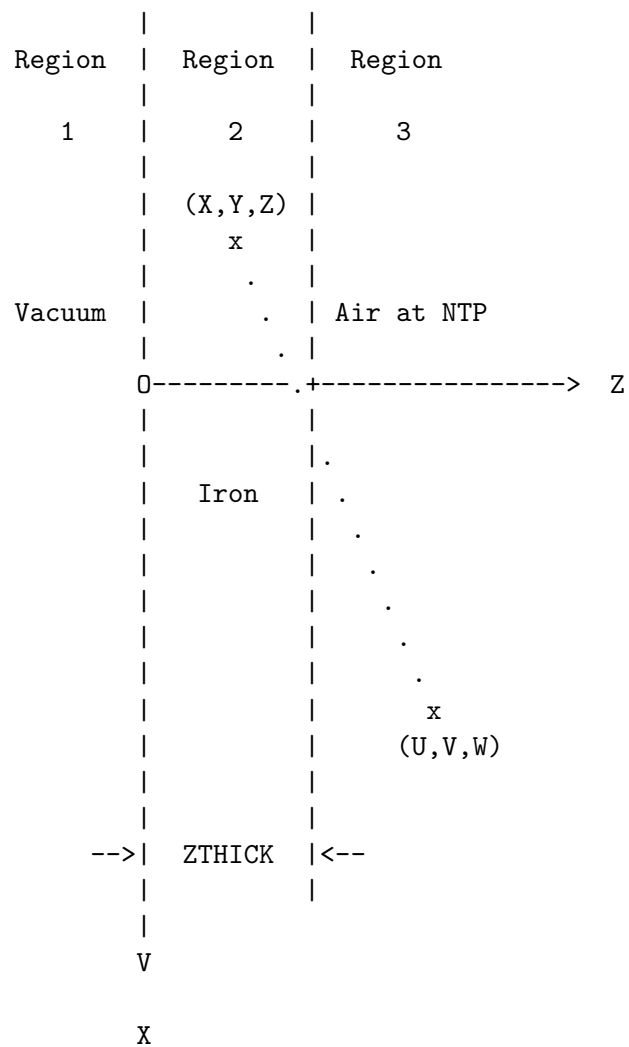 Region Region Region
1 2 3
(X,Y,Z)
x
Vacuum Air at NTP
O Z
Iron
x
(U,V,W)
ZTHICK
V
X